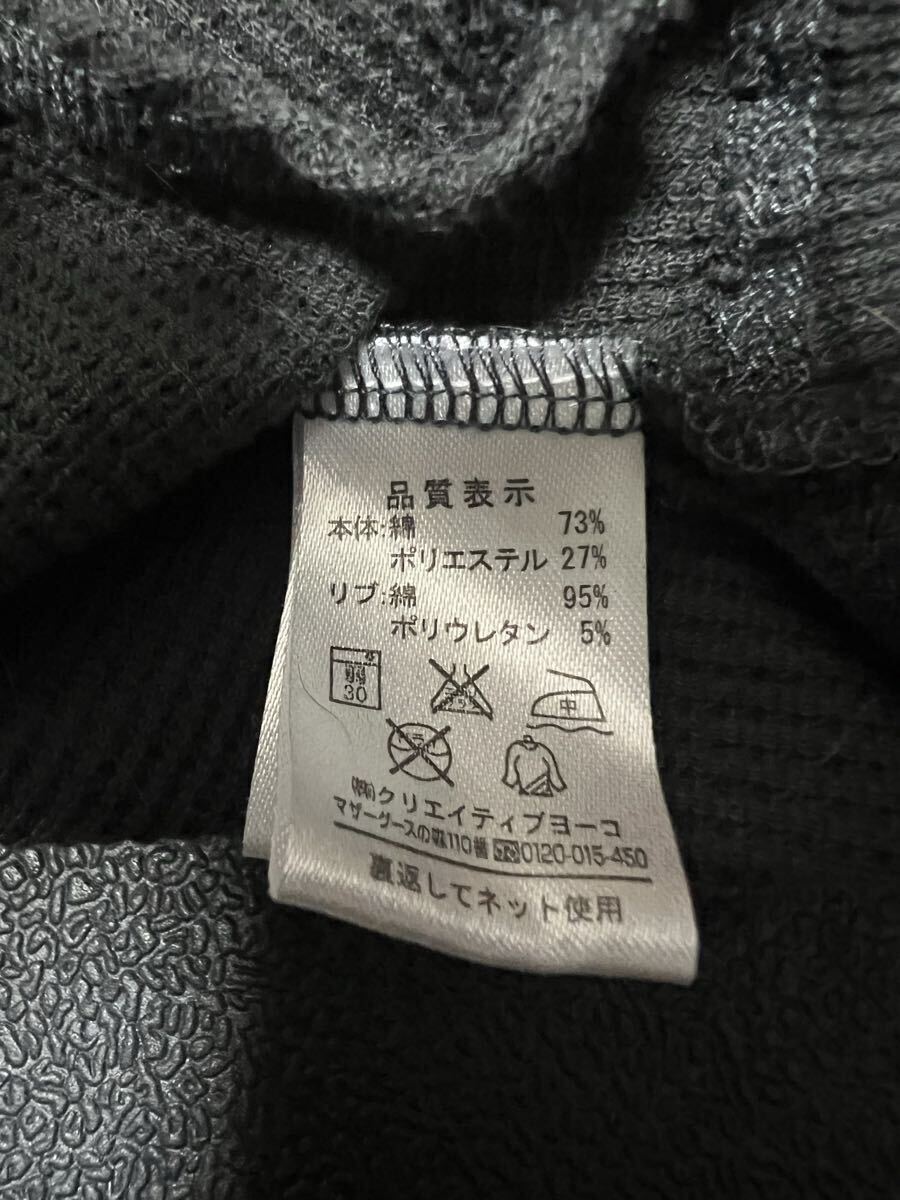 品質表示
本体:綿 73%
ポリエステル 27%
リブ:綿 95%
ポリウレタン 5%
30
中
(株)クリエイティブヨーコ
マザーグースの 110番 0120-015-450
裏返してネット使用